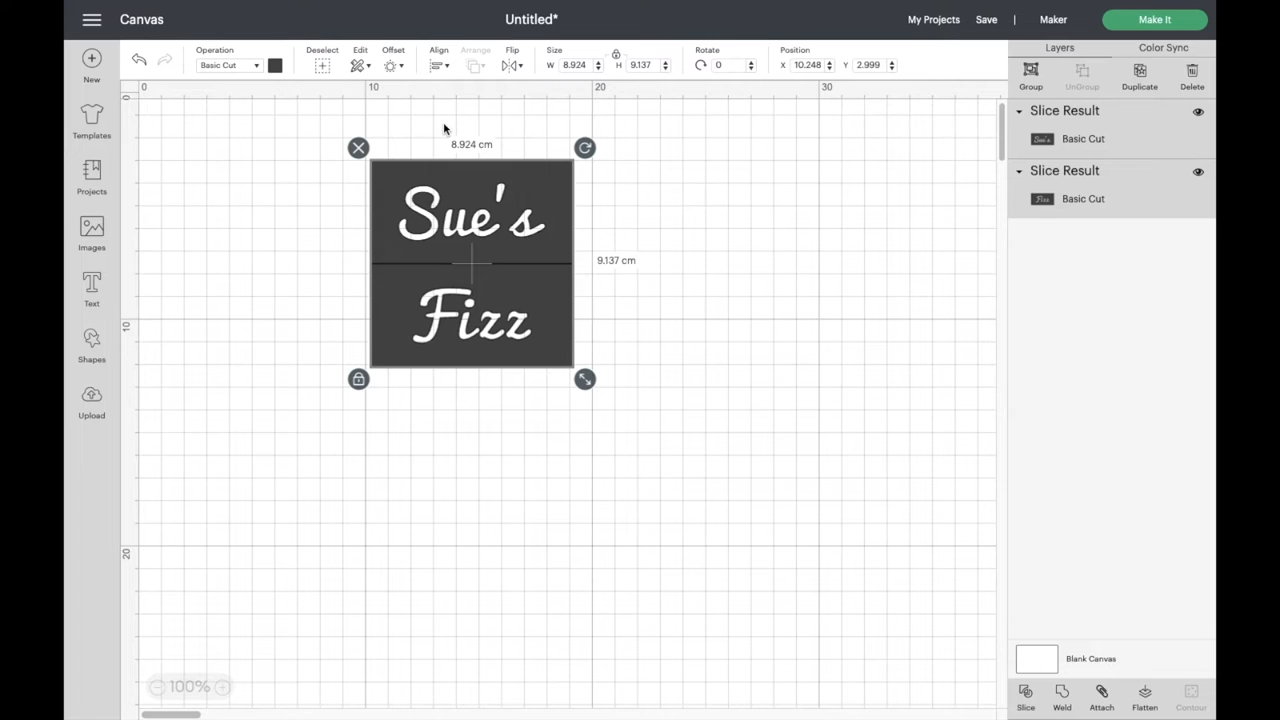 Canvas
Untitled*
My Projects Save | Maker Make It
Operation Deselect Edit Offset Align Arrange Flip Size Rotate Position
Basic Cut W 8.924 H 9.137 0 X 10.248 Y 2.999
Layers Color Sync
Group UnGroup Duplicate Delete
New
Templates
Projects
Images
Text
Shapes
Upload
0 10 20 30
0
10
20
8.924 cm
Sue's
9.137 cm
Fizz
100%
Slice Result
Sue's Basic Cut
Slice Result
Fizz Basic Cut
Blank Canvas
Slice Weld Attach Flatten Contour